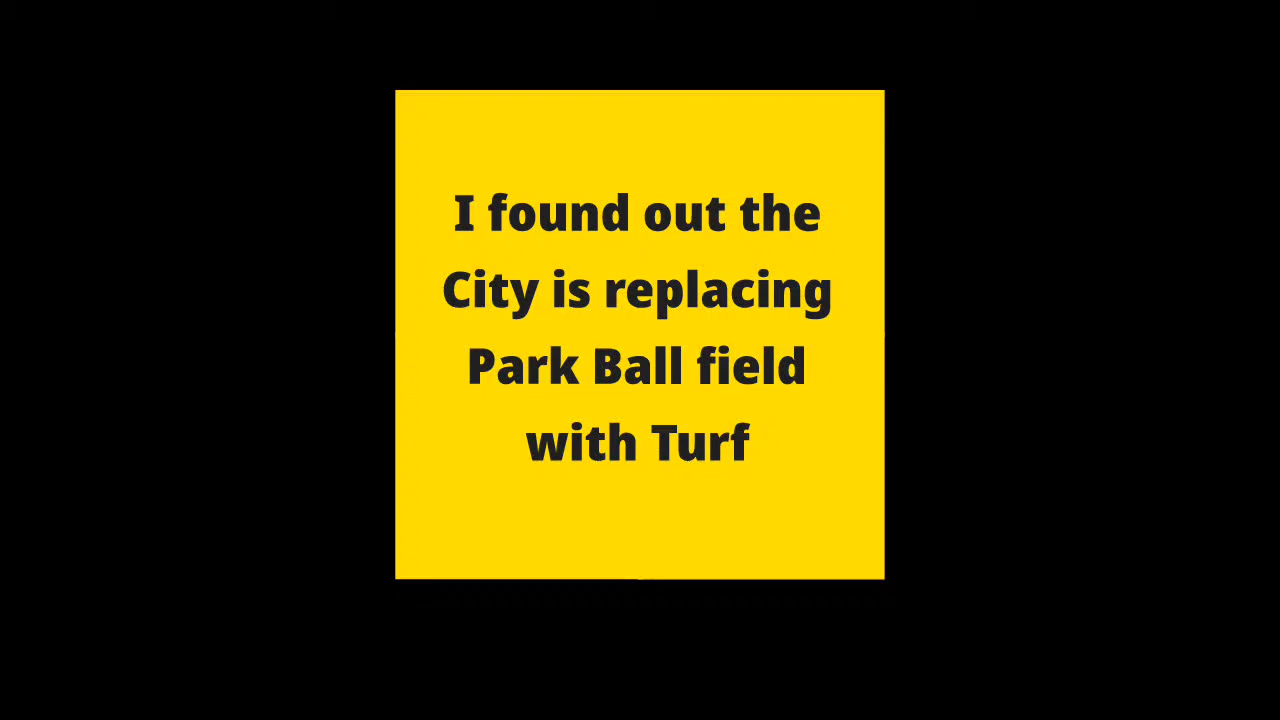 I found out the
City is replacing
Park Ball field
with Turf